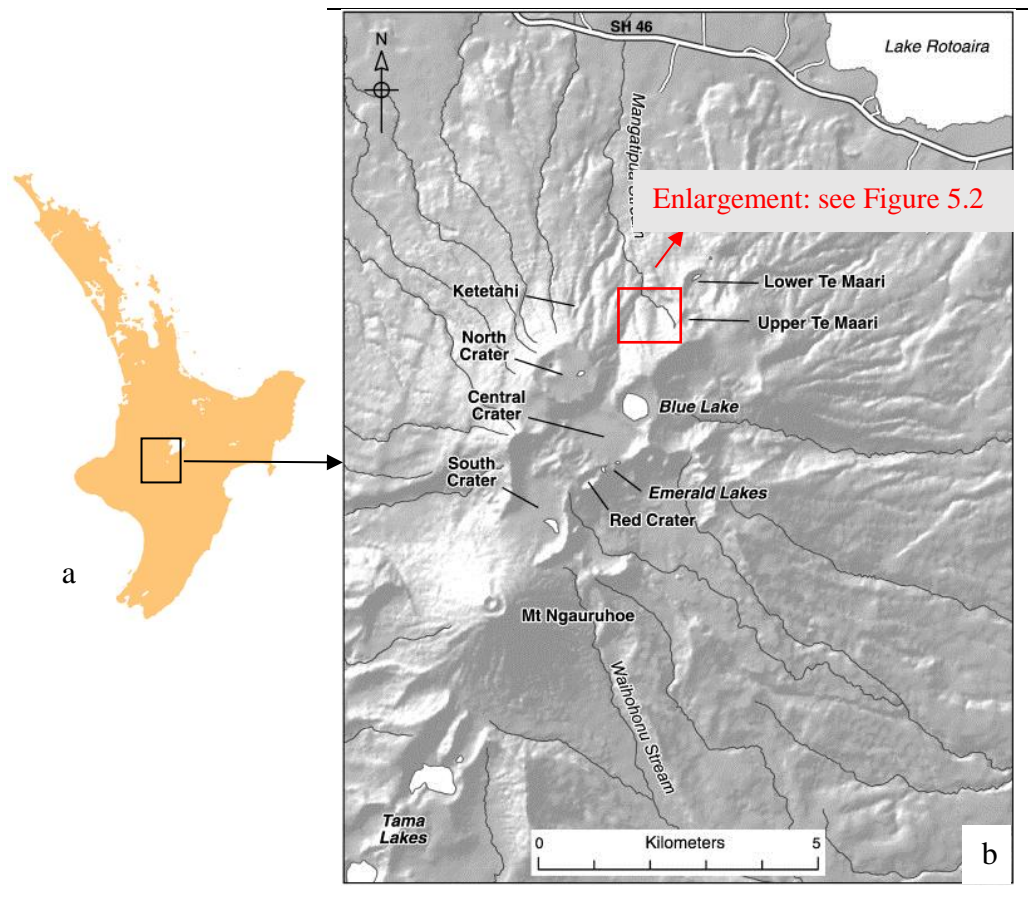 SH 46
Lake Rotoaira
N
Enlargement: see Figure 5.2
Lower Te Maari
Ketetahi
Upper Te Maari
North
Crater
Central
Crater
Blue Lake
South
Crater
Emerald Lakes
Red Crater
a
Mt Ngauruhoe
Waihohonu Stream
Tama
Lakes
0
Kilometers
5
b